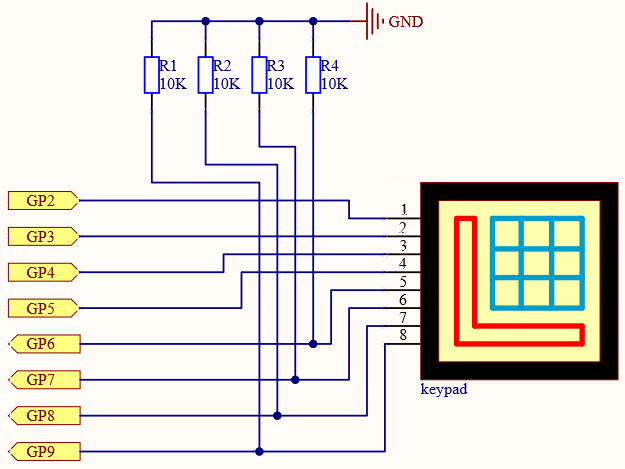 GND
R1 R2 R3 R4
10K 10K 10K 10K
GP2
1
GP3
2
GP4
3
GP5
4
5
GP6
6
GP7
7
GP8
8
GP9
keypad